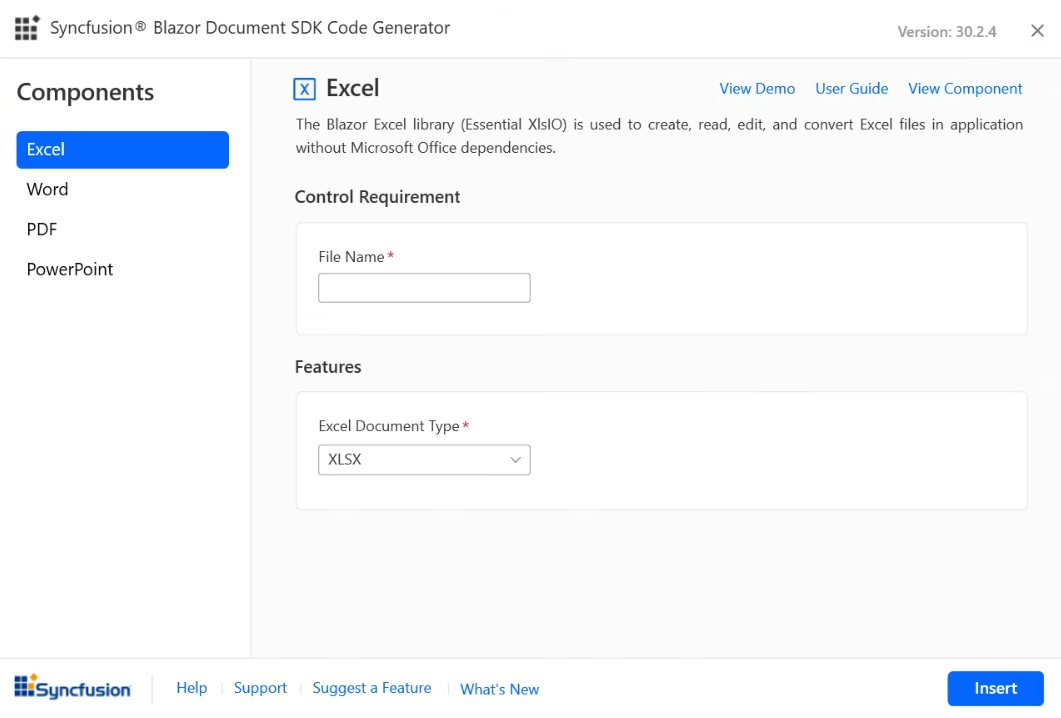 Syncfusion® Blazor Document SDK Code Generator
Version: 30.2.4
Components
Excel
Word
PDF
PowerPoint
X Excel
View Demo User Guide View Component
The Blazor Excel library (Essential XlsIO) is used to create, read, edit, and convert Excel files in application
without Microsoft Office dependencies.
Control Requirement
File Name*
Features
Excel Document Type*
XLSX
Syncfusion
Help Support Suggest a Feature What's New
Insert